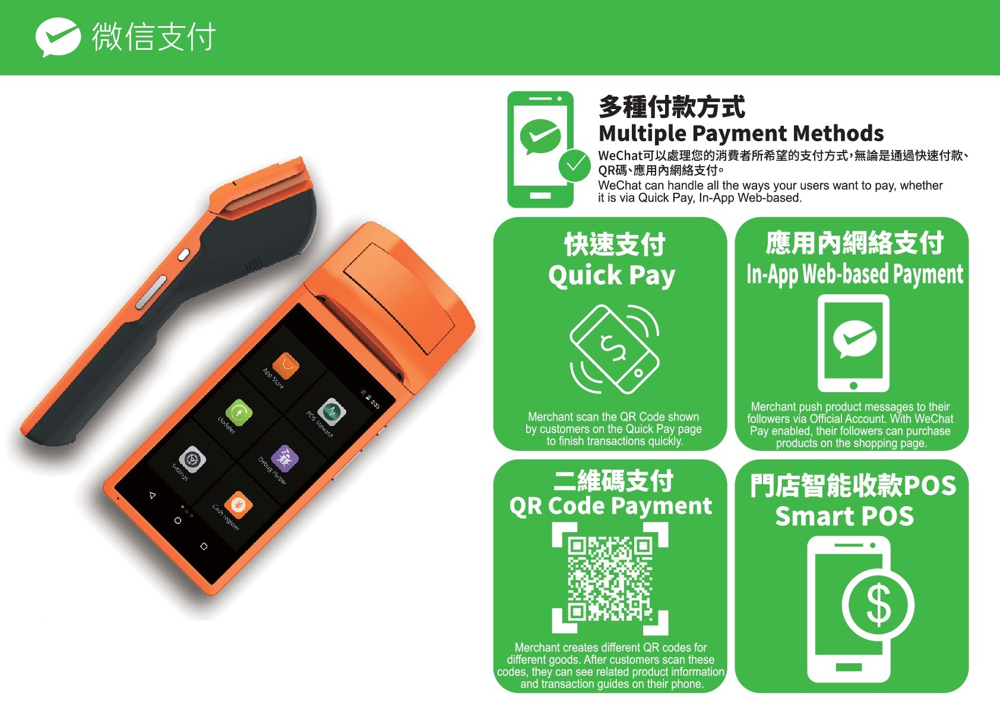 微信支付
多種付款方式
Multiple Payment Methods
WeChat可以處理您的消費者所希望的支付方式，無論是通過快速付款、
QR碼、應用內網絡支付。
WeChat can handle all the ways your users want to pay, whether
it is via Quick Pay, In-App Web-based.
快速支付
Quick Pay
Merchant scan the QR Code shown
by customers on the Quick Pay page
to finish transactions quickly.
應用內網絡支付
In-App Web-based Payment
Merchant push product messages to their
followers via Official Account. With WeChat
Pay enabled, their followers can purchase
products on the shopping page.
二維碼支付
QR Code Payment
Merchant creates different QR codes for
different goods. After customers scan these
codes, they can see related product information
and transaction guides on their phone.
門店智能收款POS
Smart POS
$
5:33
App Store
POS Steward
Updater
Debug Helper
Settings
Cash register